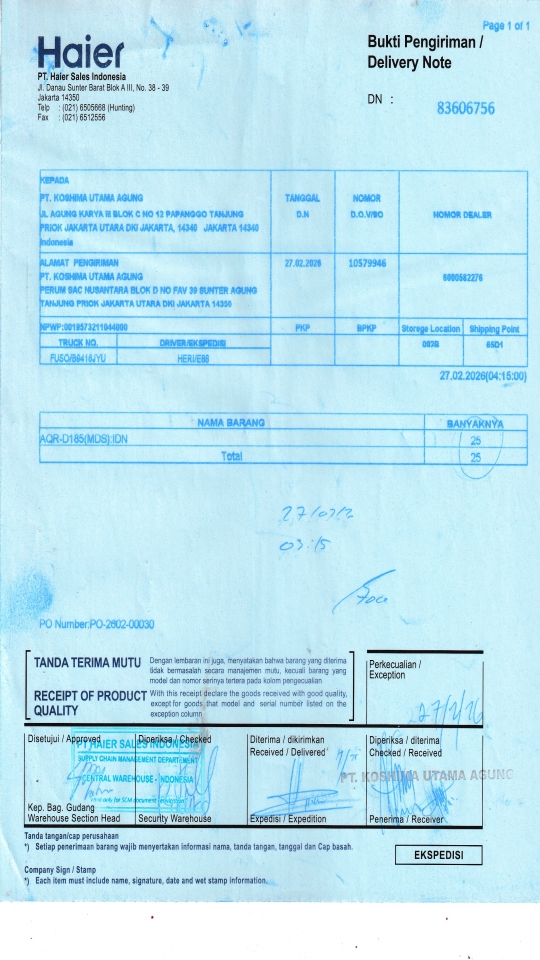 Page 1 of 1
Haier
Bukti Pengiriman /
Delivery Note
PT. Haier Sales Indonesia
Jl. Danau Sunter Barat Blok A III, No. 38 - 39
Jakarta 14350
Telp : (021) 6505668 (Hunting)
Fax : (021) 6512556
DN : 83606756
KEPADA
PT. KOSHIMA UTAMA AGUNG
JL AGUNG KARYA III BLOK C NO 12 PAPANGGO TANJUNG
PRIOK JAKARTA UTARA DKI JAKARTA, 14340 JAKARTA 14340
Indonesia
TANGGAL
D.N
NOMOR
D.O.V/SO
NOMOR DEALER
ALAMAT PENGIRIMAN
PT. KOSHIMA UTAMA AGUNG
PERUM SAC NUSANTARA BLOK D NO FAV 39 SUNTER AGUNG
TANJUNG PRIOK JAKARTA UTARA DKI JAKARTA 14350
27.02.2026
10579946
6000582276
NPWP:0019573211044000
PKP
BPKP
Storege Location
Shipping Point
TRUCK NO.
DRIVER/EKSPEDISI
002B
65D1
FUSO/B9416JYU
HERI/E86
27.02.2026(04:15:00)
NAMA BARANG
BANYAKNYA
AQR-D185(MDS):IDN
25
Total
25
03:15
PO Number:PO-2602-00030
TANDA TERIMA MUTU
Dengan lembaran ini juga, menyatakan bahwa barang yang diterima
tidak bermasalah secara manajemen mutu, kecuali barang yang
model dan nomor serinya tertera pada kolom pengecualian
RECEIPT OF PRODUCT
QUALITY
With this receipt declare the goods received with good quality,
except for goods that model and serial number listed on the
exception column
Perkecualian /
Exception
27/2/26
Disetujui / Approved
Diperiksa / Checked
Diterima / dikirimkan
Received / Delivered
Diperiksa / diterima
Checked / Received
PT HAIER SALES INDONESIA
SUPPLY CHAIN MANAGEMENT DEPARTEMENT
CENTRAL WAREHOUSE - INDONESIA
PT. KOSHIMA UTAMA AGUNG
Kep. Bag. Gudang
Warehouse Section Head
Security Warehouse
Expedisi / Expedition
Penerima / Receiver
Tanda tangan/cap perusahaan
*) Setiap penerimaan barang wajib menyertakan informasi nama, tanda tangan, tanggal dan Cap basah.
EKSPEDISI
Company Sign / Stamp
*) Each item must include name, signature, date and wet stamp information.